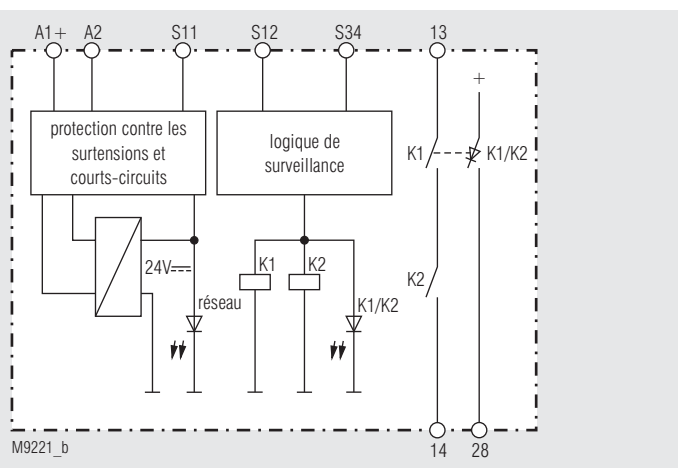 A1+ A2 S11 S12 S34 13
+
protection contre les
surtensions et
courts-circuits
logique de
surveillance
K1 K1/K2
24V
K1 K2
K2
réseau
K1/K2
M9221_b
14 28